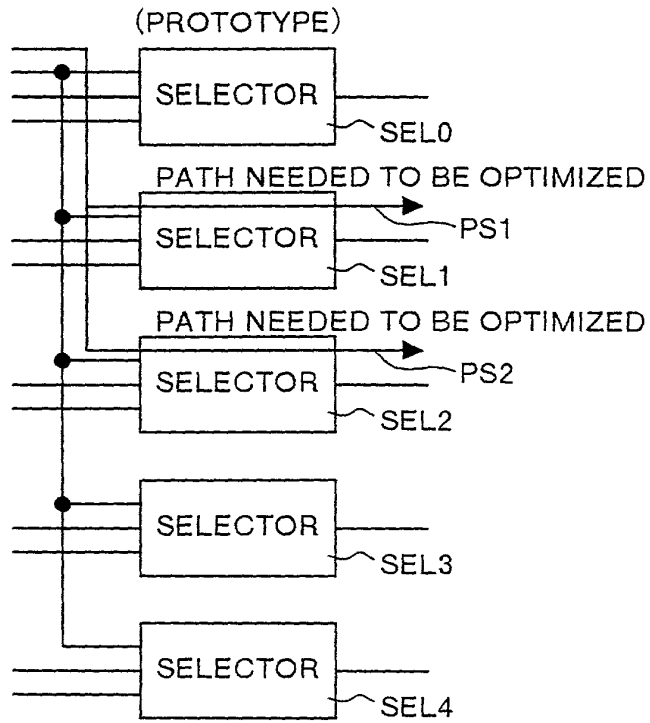 (PROTOTYPE)
SELECTOR
SEL0
PATH NEEDED TO BE OPTIMIZED
SELECTOR
PS1
SEL1
PATH NEEDED TO BE OPTIMIZED
SELECTOR
PS2
SEL2
SELECTOR
SEL3
SELECTOR
SEL4